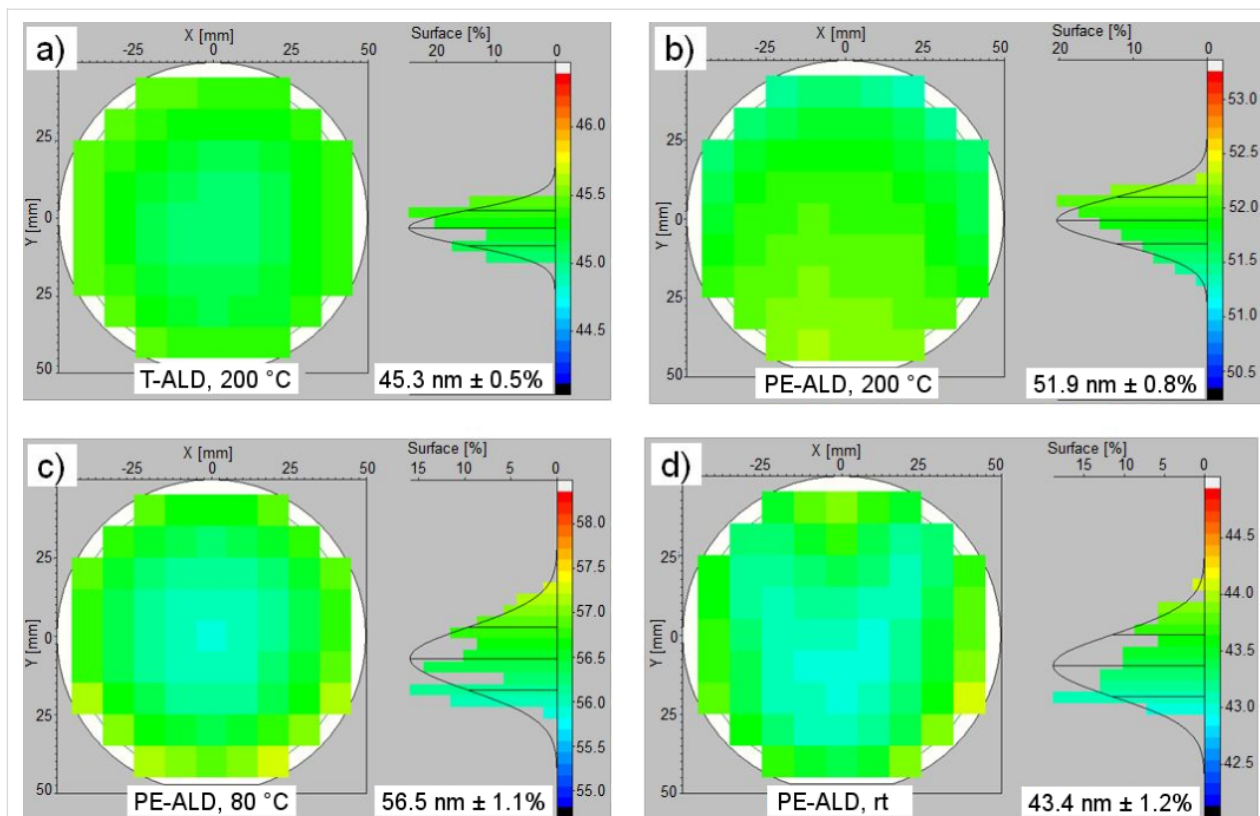 a)
X [mm]
-25 0 25 50
Surface [%]
20 10 0
Y [mm]
25
0
25
50
46.0
45.5
45.0
44.5
T-ALD, 200 °C
45.3 nm ± 0.5%
b)
X [mm]
-25 0 25 50
Surface [%]
20 10 0
Y [mm]
25
0
25
50
53.0
52.5
52.0
51.5
51.0
50.5
PE-ALD, 200 °C
51.9 nm ± 0.8%
c)
X [mm]
-25 0 25 50
Surface [%]
15 10 5 0
Y [mm]
25
0
25
50
58.0
57.5
57.0
56.5
56.0
55.5
55.0
PE-ALD, 80 °C
56.5 nm ± 1.1%
d)
X [mm]
-25 0 25 50
Surface [%]
15 10 5 0
Y [mm]
25
0
25
50
44.5
44.0
43.5
43.0
42.5
PE-ALD, rt
43.4 nm ± 1.2%